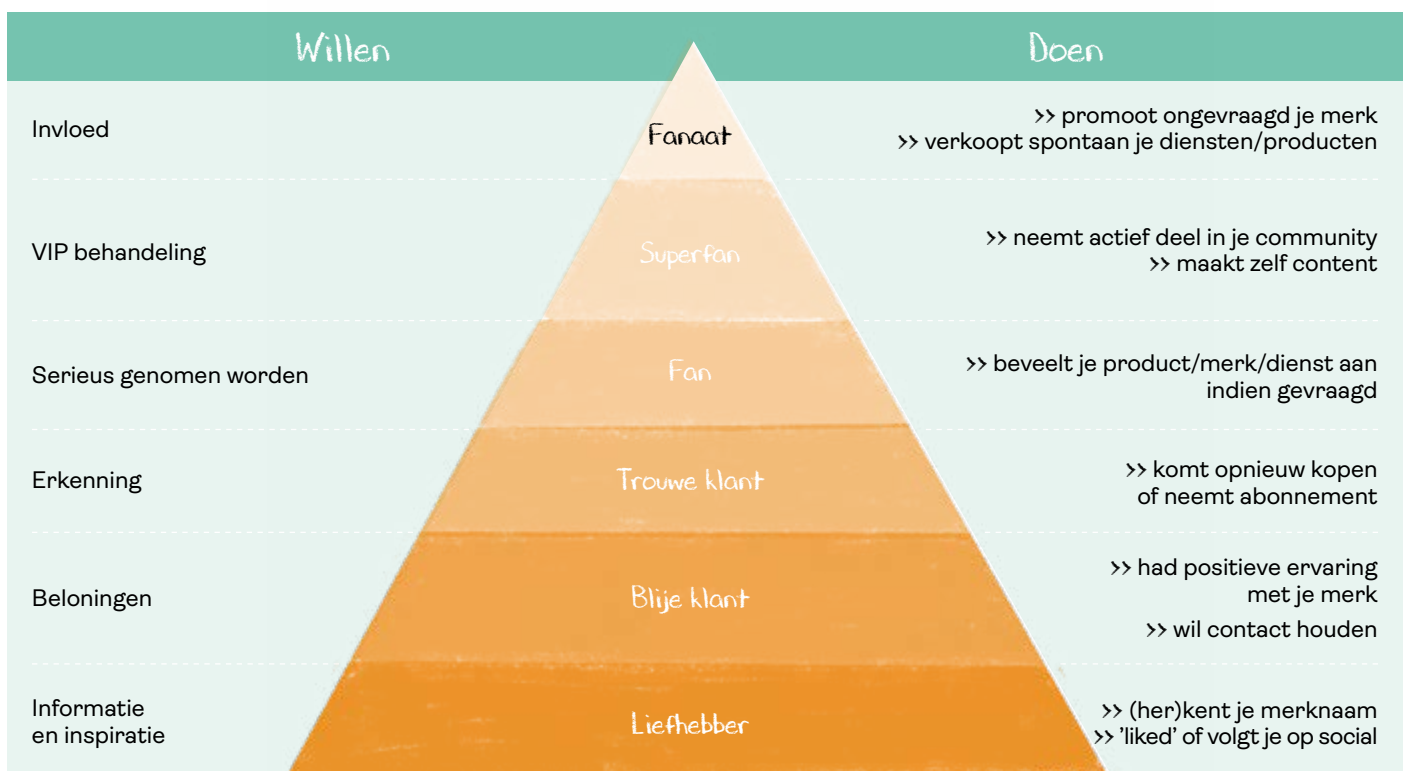 Willen
Doen
Invloed
Fanaat
›› promoot ongevraagd je merk
›› verkoopt spontaan je diensten/producten
VIP behandeling
Superfan
›› neemt actief deel in je community
›› maakt zelf content
Serieus genomen worden
Fan
›› beveelt je product/merk/dienst aan
indien gevraagd
Erkenning
Trouwe klant
›› komt opnieuw kopen
of neemt abonnement
Beloningen
Blije klant
›› had positieve ervaring
met je merk
›› wil contact houden
Informatie
en inspiratie
Liefhebber
›› (her)kent je merknaam
›› ’liked’ of volgt je op social